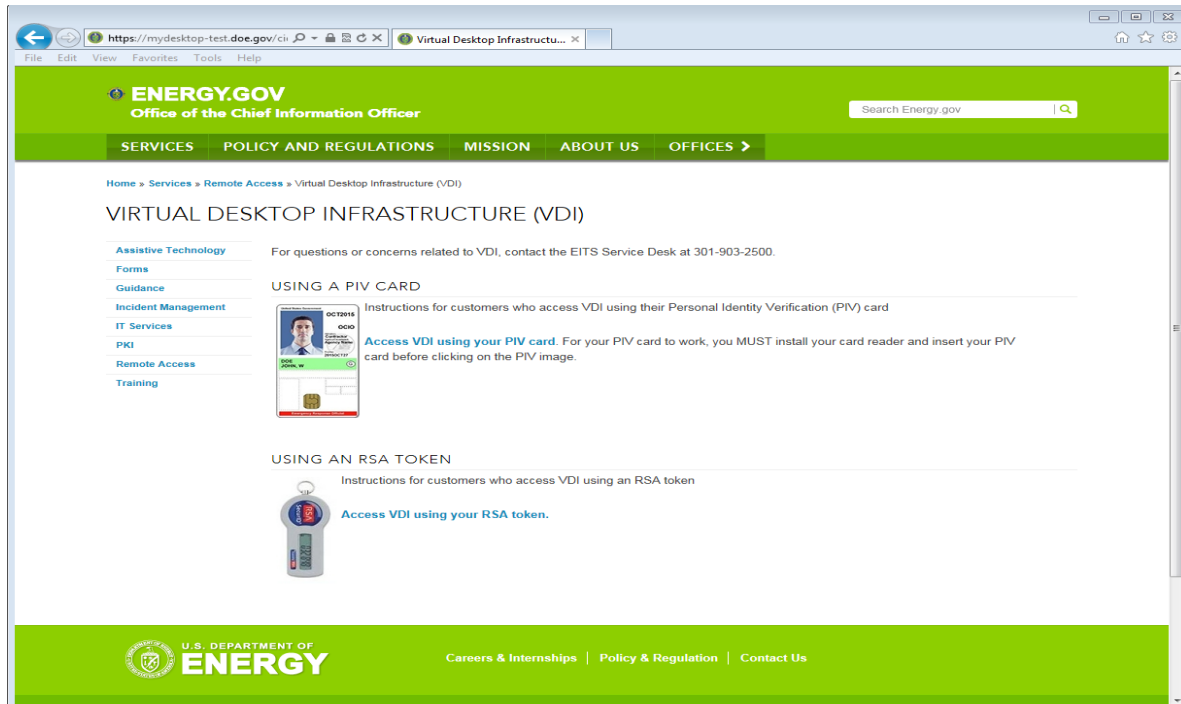 https://mydesktop-test.doe.gov/ci
Virtual Desktop Infrastructu...
File Edit View Favorites Tools Help
ENERGY.GOV
Office of the Chief Information Officer
Search Energy.gov
SERVICES POLICY AND REGULATIONS MISSION ABOUT US OFFICES
Home » Services » Remote Access » Virtual Desktop Infrastructure (VDI)
VIRTUAL DESKTOP INFRASTRUCTURE (VDI)
Assistive Technology
Forms
Guidance
Incident Management
IT Services
PKI
Remote Access
Training
For questions or concerns related to VDI, contact the EITS Service Desk at 301-903-2500.
USING A PIV CARD
OCT2015
OCIO
Contractor
Agency Name
DOE
JOHN, W
Instructions for customers who access VDI using their Personal Identity Verification (PIV) card
Access VDI using your PIV card. For your PIV card to work, you MUST install your card reader and insert your PIV
card before clicking on the PIV image.
USING AN RSA TOKEN
RSA
Instructions for customers who access VDI using an RSA token
Access VDI using your RSA token.
U.S. DEPARTMENT OF
ENERGY
Careers & Internships | Policy & Regulation | Contact Us